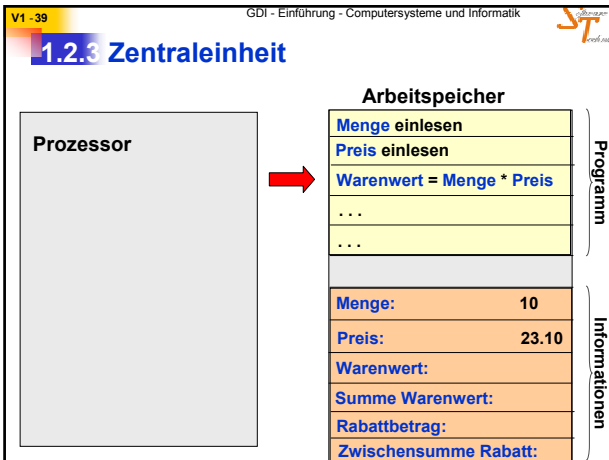 V1 - 39
GDI - Einführung - Computersysteme und Informatik
1.2.3 Zentraleinheit
Prozessor
Arbeitspeicher
Menge einlesen
Preis einlesen
Warenwert = Menge * Preis
. . .
. . .
Programm
Menge: 10
Preis: 23.10
Warenwert:
Summe Warenwert:
Rabattbetrag:
Zwischensumme Rabatt:
Informationen